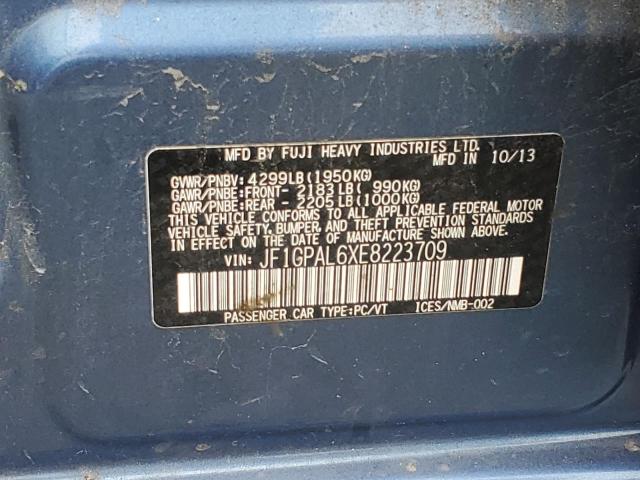 MFD BY FUJI HEAVY INDUSTRIES LTD.
MFD IN 10/13
GVWR/PNBV: 4299LB(1950KG)
GAWR/PNBE:FRONT- 2183LB( 990KG)
GAWR/PNBE:REAR - 2205LB(1000KG)
THIS VEHICLE CONFORMS TO ALL APPLICABLE FEDERAL MOTOR
VEHICLE SAFETY, BUMPER, AND THEFT PREVENTION STANDARDS
IN EFFECT ON THE DATE OF MANUFACTURE SHOWN ABOVE.
VIN: JF1GPAL6XE8223709
PASSENGER CAR TYPE:PC/VT ICES/NMB-002